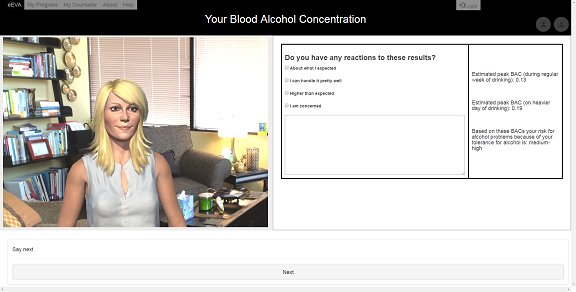 eEVA My Progress My Counselor About Help Login
Your Blood Alcohol Concentration
Do you have any reactions to these results?
About what I expected
I can handle it pretty well
Higher than expected
I am concerned
Estimated peak BAC (during regular
week of drinking): 0.13
Estimated peak BAC (on heavier
day of drinking): 0.19
Based on these BACs your risk for
alcohol problems because of your
tolerance for alcohol is: medium-
high
Say next
Next